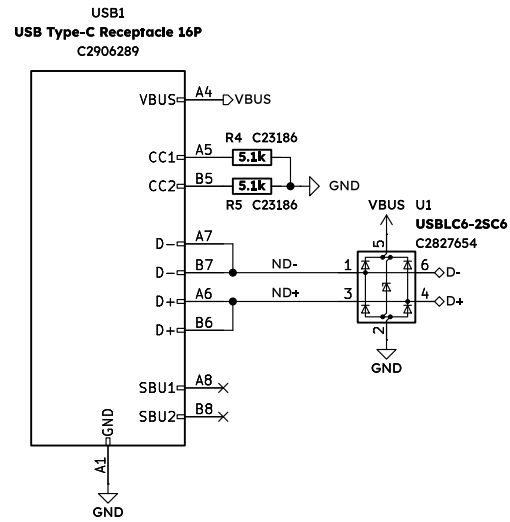 USB1
USB Type-C Receptacle 16P
C2906289
VBUS A4 VBUS
R4 C23186
CC1 A5 5.1k
CC2 B5 5.1k GND
R5 C23186
VBUS U1
USBLC6-2SC6
C2827654
D- A7
5
D- B7 ND- 1 6 D-
D+ A6 ND+ 3 4 D+
D+ B6
2
GND
SBU1 A8
SBU2 B8
GND
A1
GND